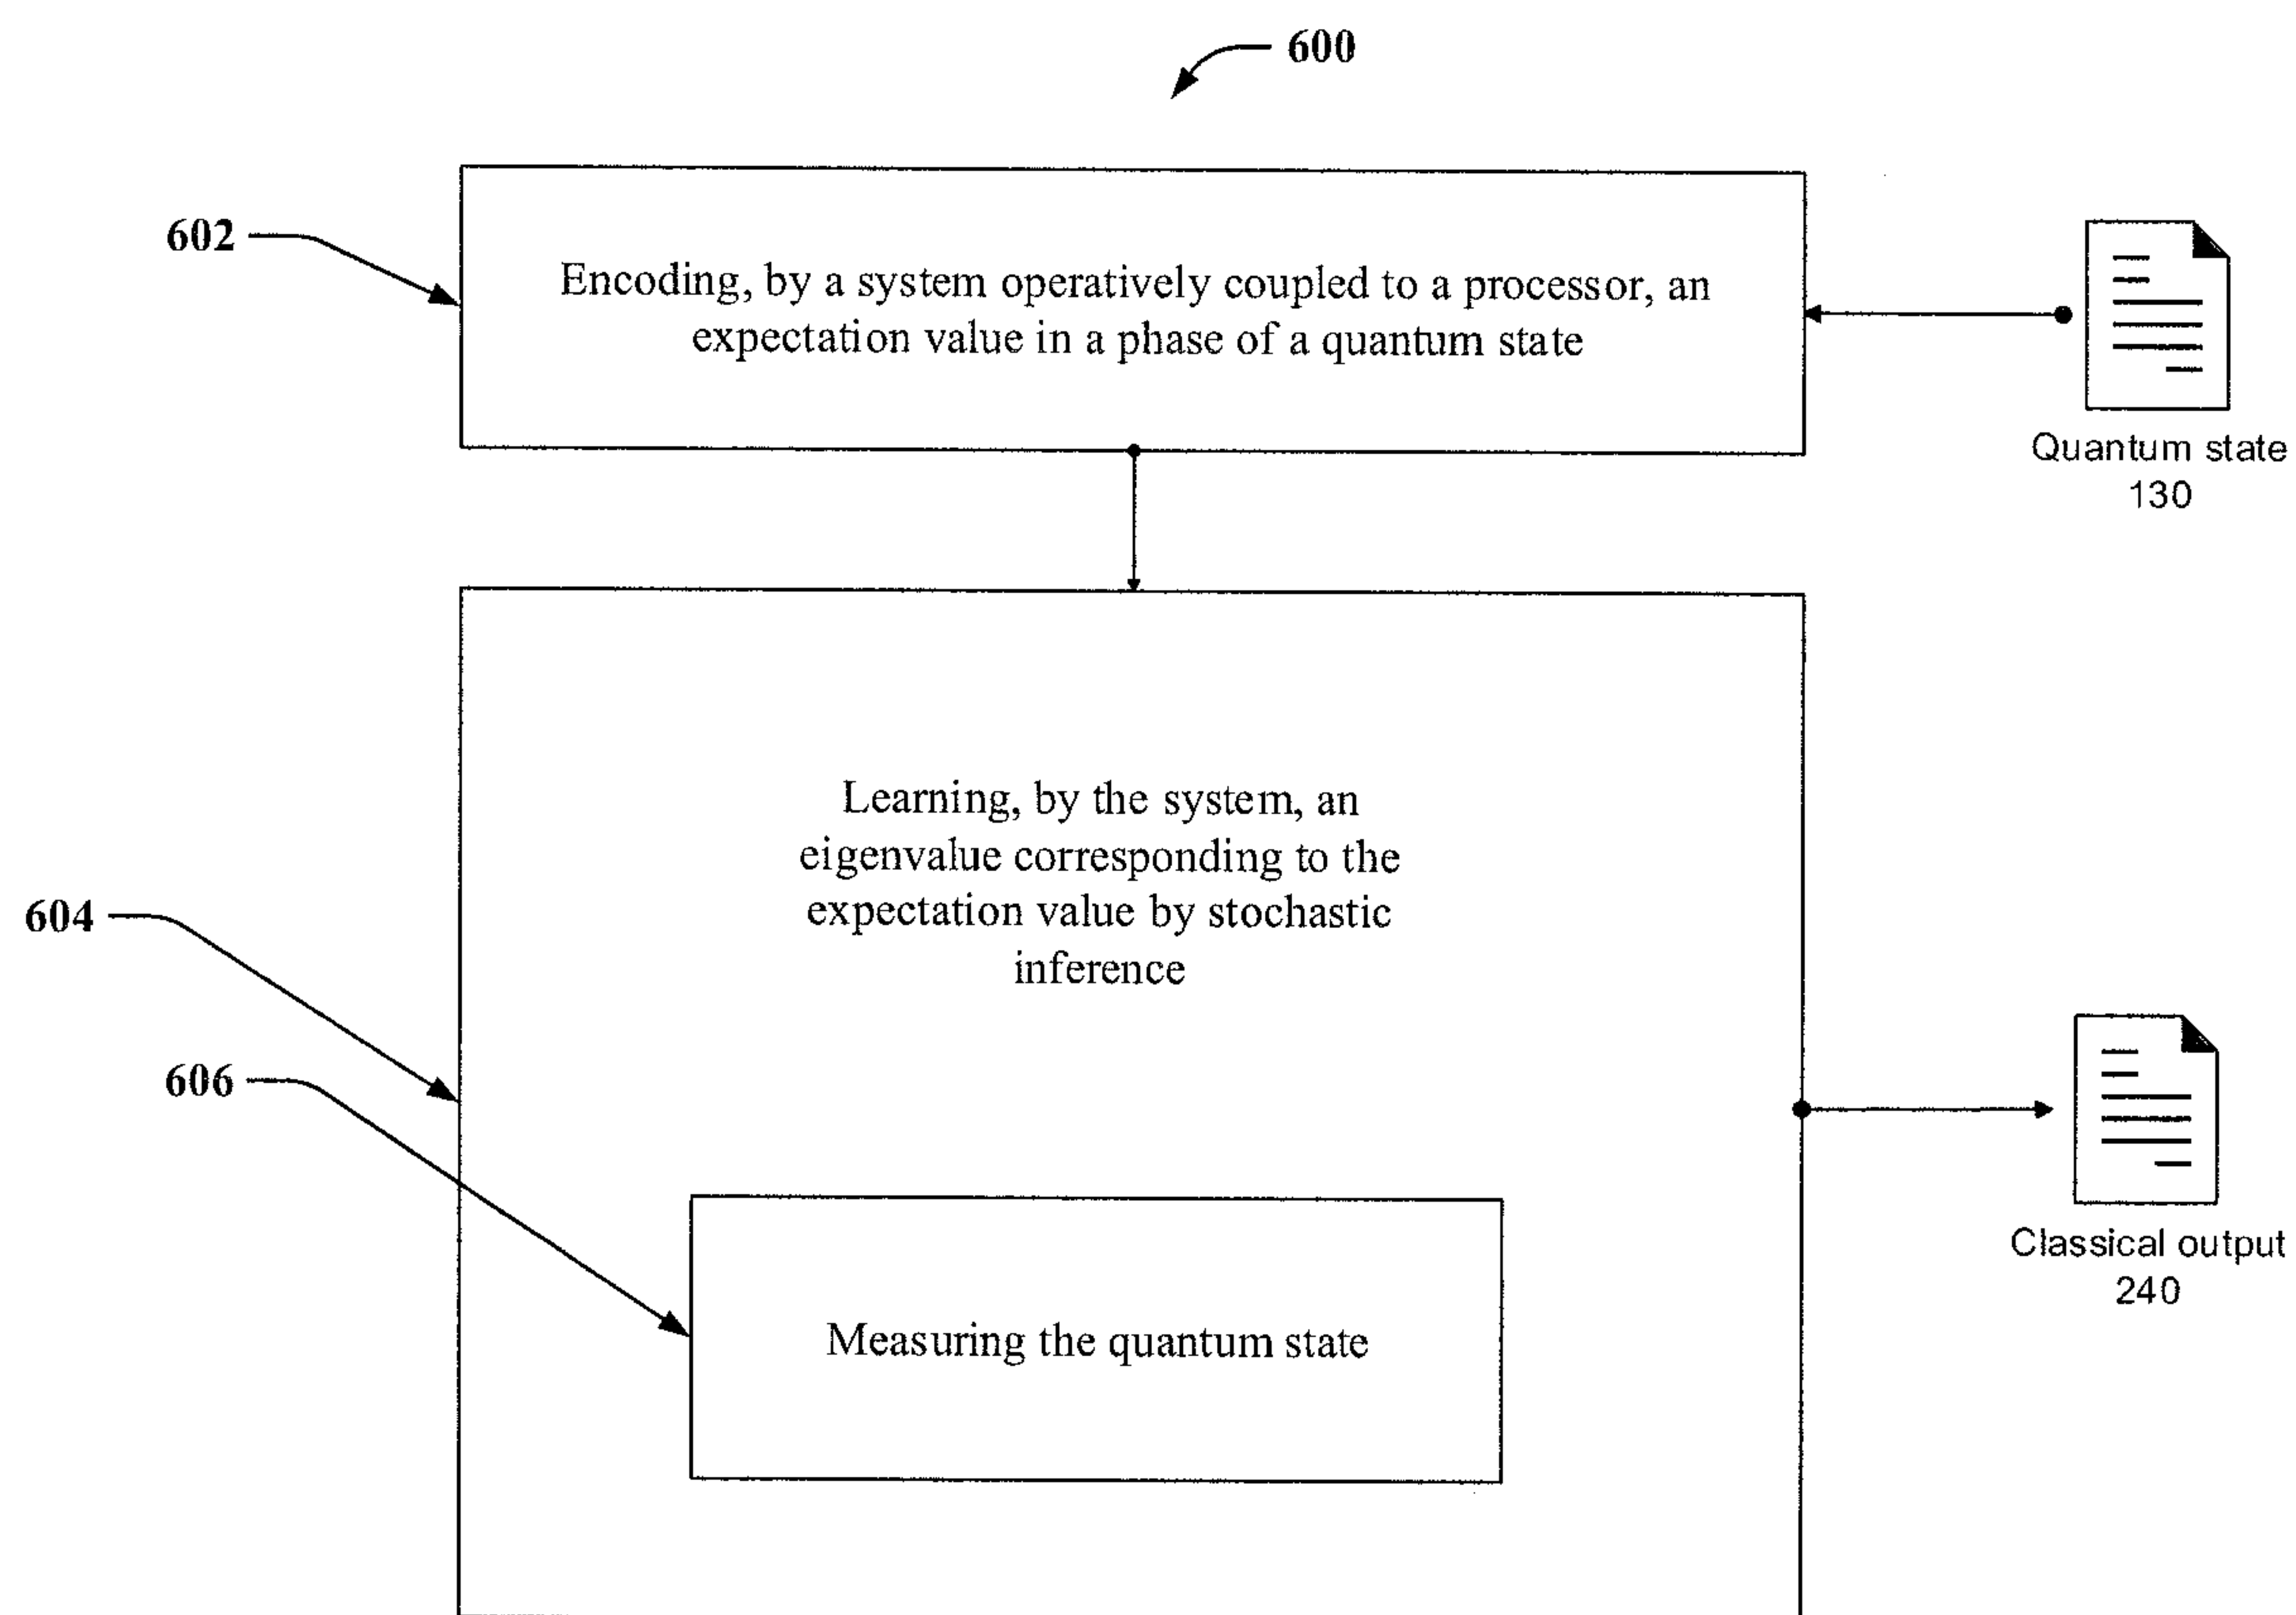 600
602
Encoding, by a system operatively coupled to a processor, an
expectation value in a phase of a quantum state
Quantum state
130
Learning, by the system, an
eigenvalue corresponding to the
expectation value by stochastic
inference
604
606
Measuring the quantum state
Classical output
240